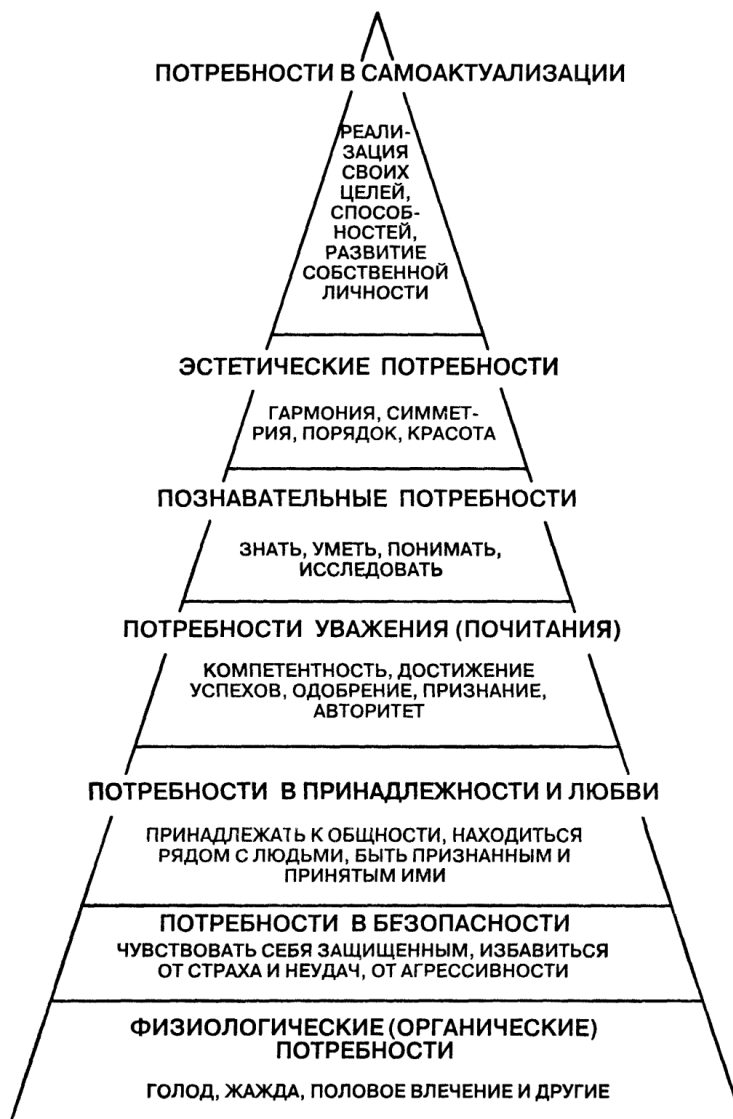 ПОТРЕБНОСТИ В САМОАКТУАЛИЗАЦИИ
РЕАЛИ-
ЗАЦИЯ
СВОИХ
ЦЕЛЕЙ,
СПОСОБ-
НОСТЕЙ,
РАЗВИТИЕ
СОБСТВЕННОЙ
ЛИЧНОСТИ
ЭСТЕТИЧЕСКИЕ ПОТРЕБНОСТИ
ГАРМОНИЯ, СИММЕТ-
РИЯ, ПОРЯДОК, КРАСОТА
ПОЗНАВАТЕЛЬНЫЕ ПОТРЕБНОСТИ
ЗНАТЬ, УМЕТЬ, ПОНИМАТЬ,
ИССЛЕДОВАТЬ
ПОТРЕБНОСТИ УВАЖЕНИЯ (ПОЧИТАНИЯ)
КОМПЕТЕНТНОСТЬ, ДОСТИЖЕНИЕ
УСПЕХОВ, ОДОБРЕНИЕ, ПРИЗНАНИЕ,
АВТОРИТЕТ
ПОТРЕБНОСТИ В ПРИНАДЛЕЖНОСТИ И ЛЮБВИ
ПРИНАДЛЕЖАТЬ К ОБЩНОСТИ, НАХОДИТЬСЯ
РЯДОМ С ЛЮДЬМИ, БЫТЬ ПРИЗНАННЫМ И
ПРИНЯТЫМ ИМИ
ПОТРЕБНОСТИ В БЕЗОПАСНОСТИ
ЧУВСТВОВАТЬ СЕБЯ ЗАЩИЩЕННЫМ, ИЗБАВИТЬСЯ
ОТ СТРАХА И НЕУДАЧ, ОТ АГРЕССИВНОСТИ
ФИЗИОЛОГИЧЕСКИЕ (ОРГАНИЧЕСКИЕ)
ПОТРЕБНОСТИ
ГОЛОД, ЖАЖДА, ПОЛОВОЕ ВЛЕЧЕНИЕ И ДРУГИЕ